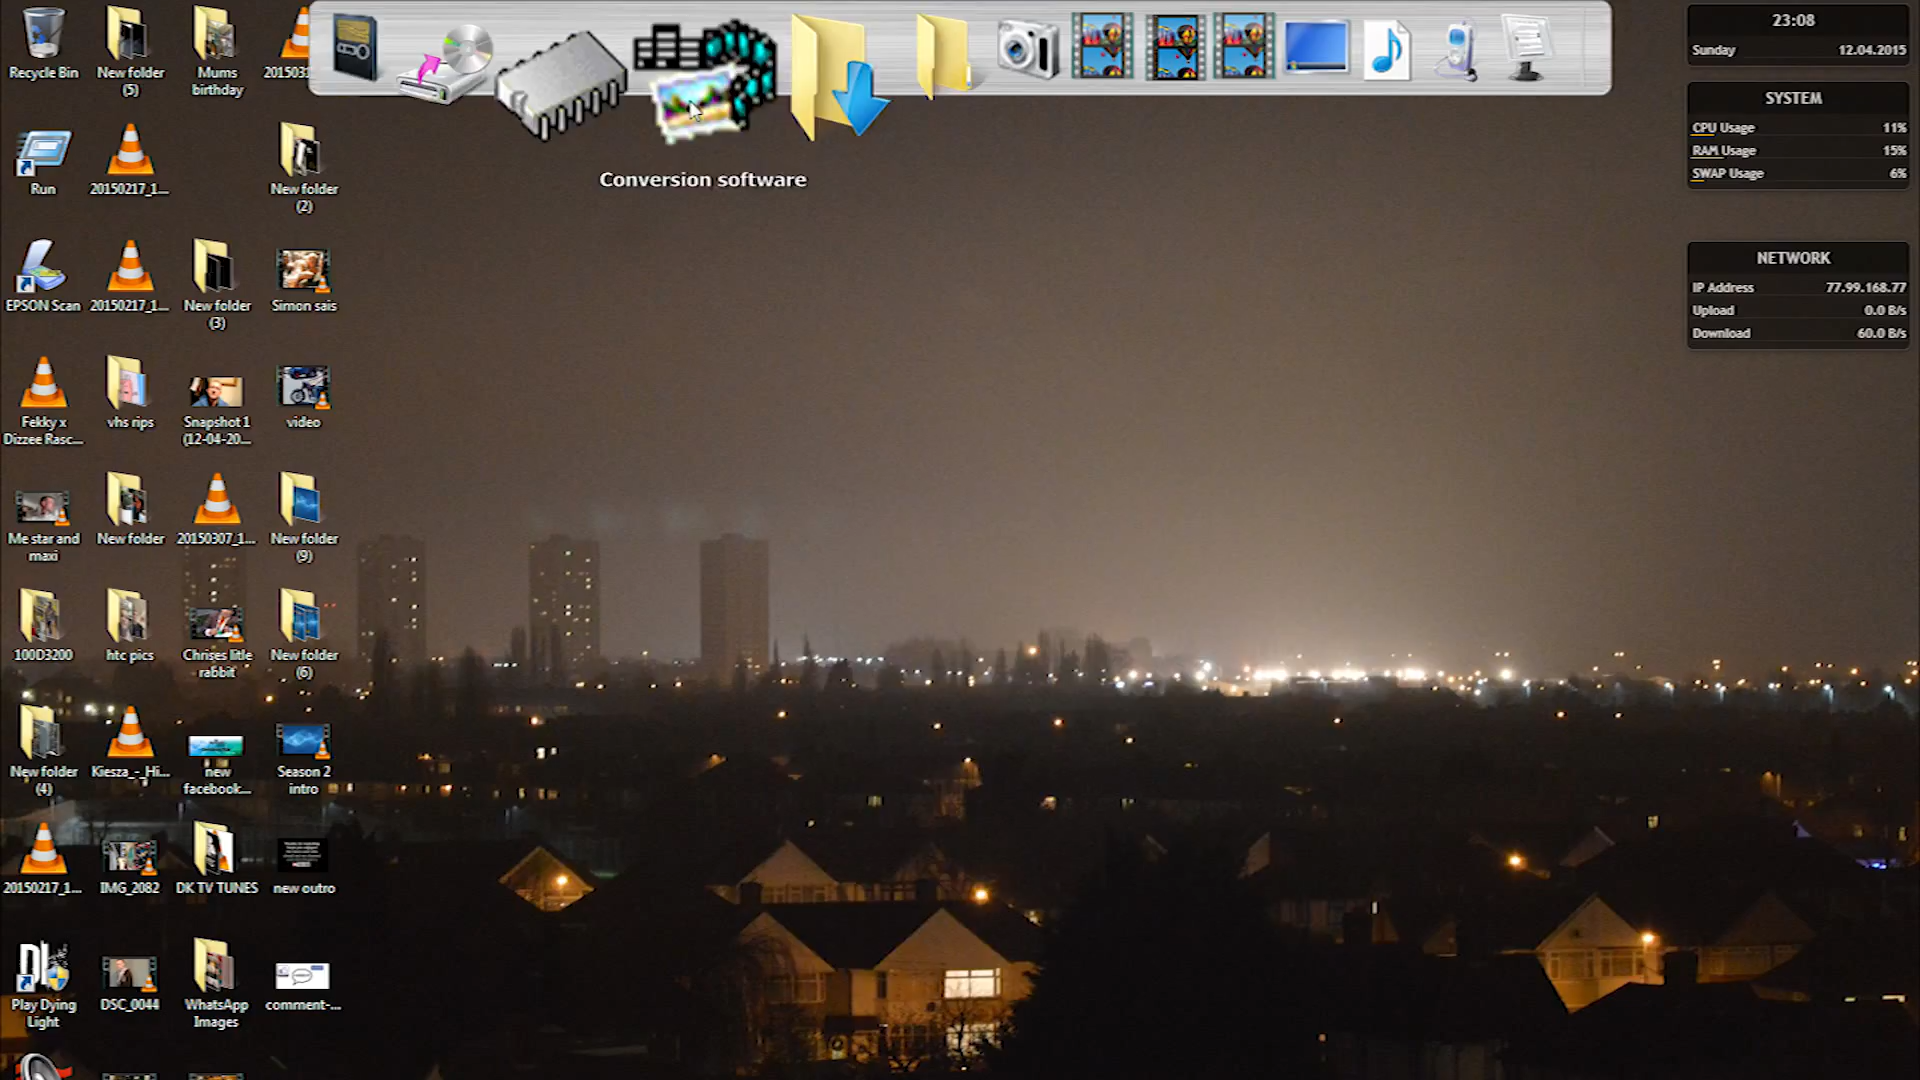 Recycle Bin
New folder
(5)
Mums
birthday
Conversion software
Run
20150217_1...
New folder
(2)
EPSON Scan
20150217_1...
New folder
(3)
Simon sais
Fekky x
Dizzee Rasc...
vhs rips
Snapshot 1
(12-04-20...
video
Me star and
maxi
New folder
20150307_1...
New folder
(9)
100D3200
htc pics
Chrises litle
rabbit
New folder
(6)
New folder
(4)
Kiesza_-_Hi...
new
facebook...
Season 2
intro
20150217_1...
IMG_2082
DK TV TUNES
new outro
Play Dying
Light
DSC_0044
WhatsApp
Images
comment-...
23:08
Sunday 12.04.2015
SYSTEM
CPU Usage 11%
RAM Usage 15%
SWAP Usage 6%
NETWORK
IP Address 77.99.168.77
Upload 0.0 B/s
Download 60.0 B/s